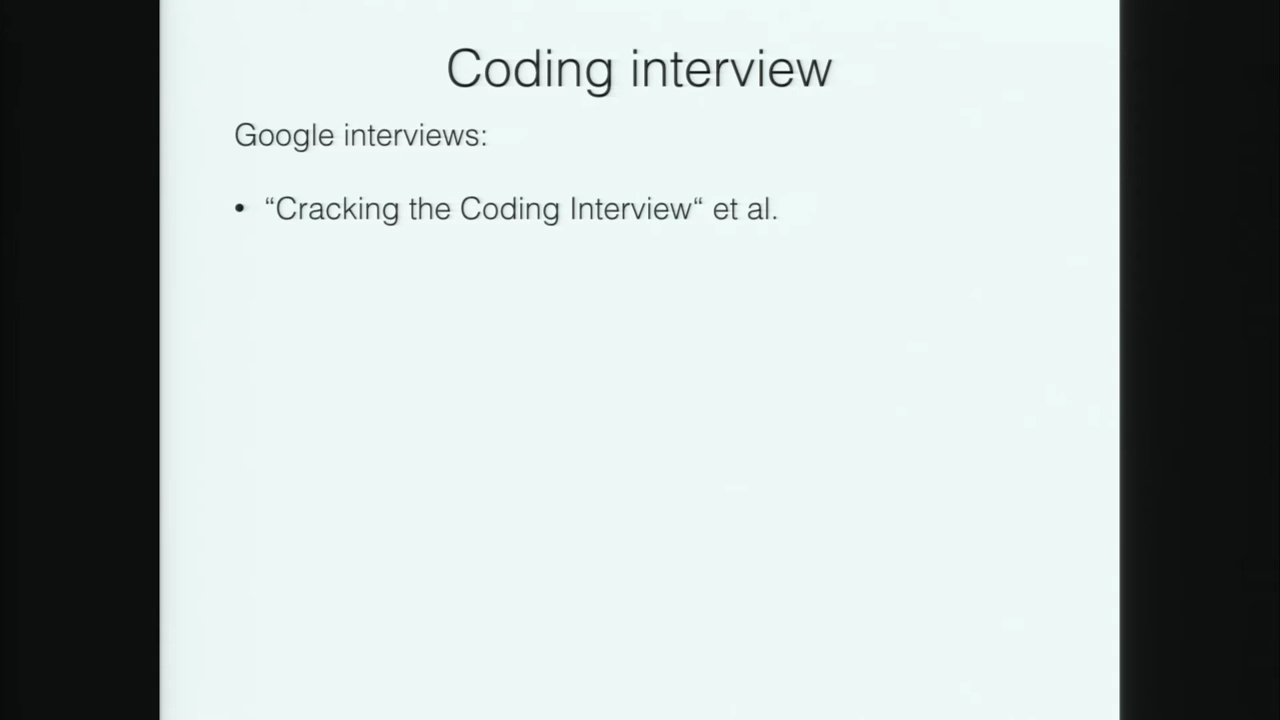 Coding interview
Google interviews:
• “Cracking the Coding Interview“ et al.